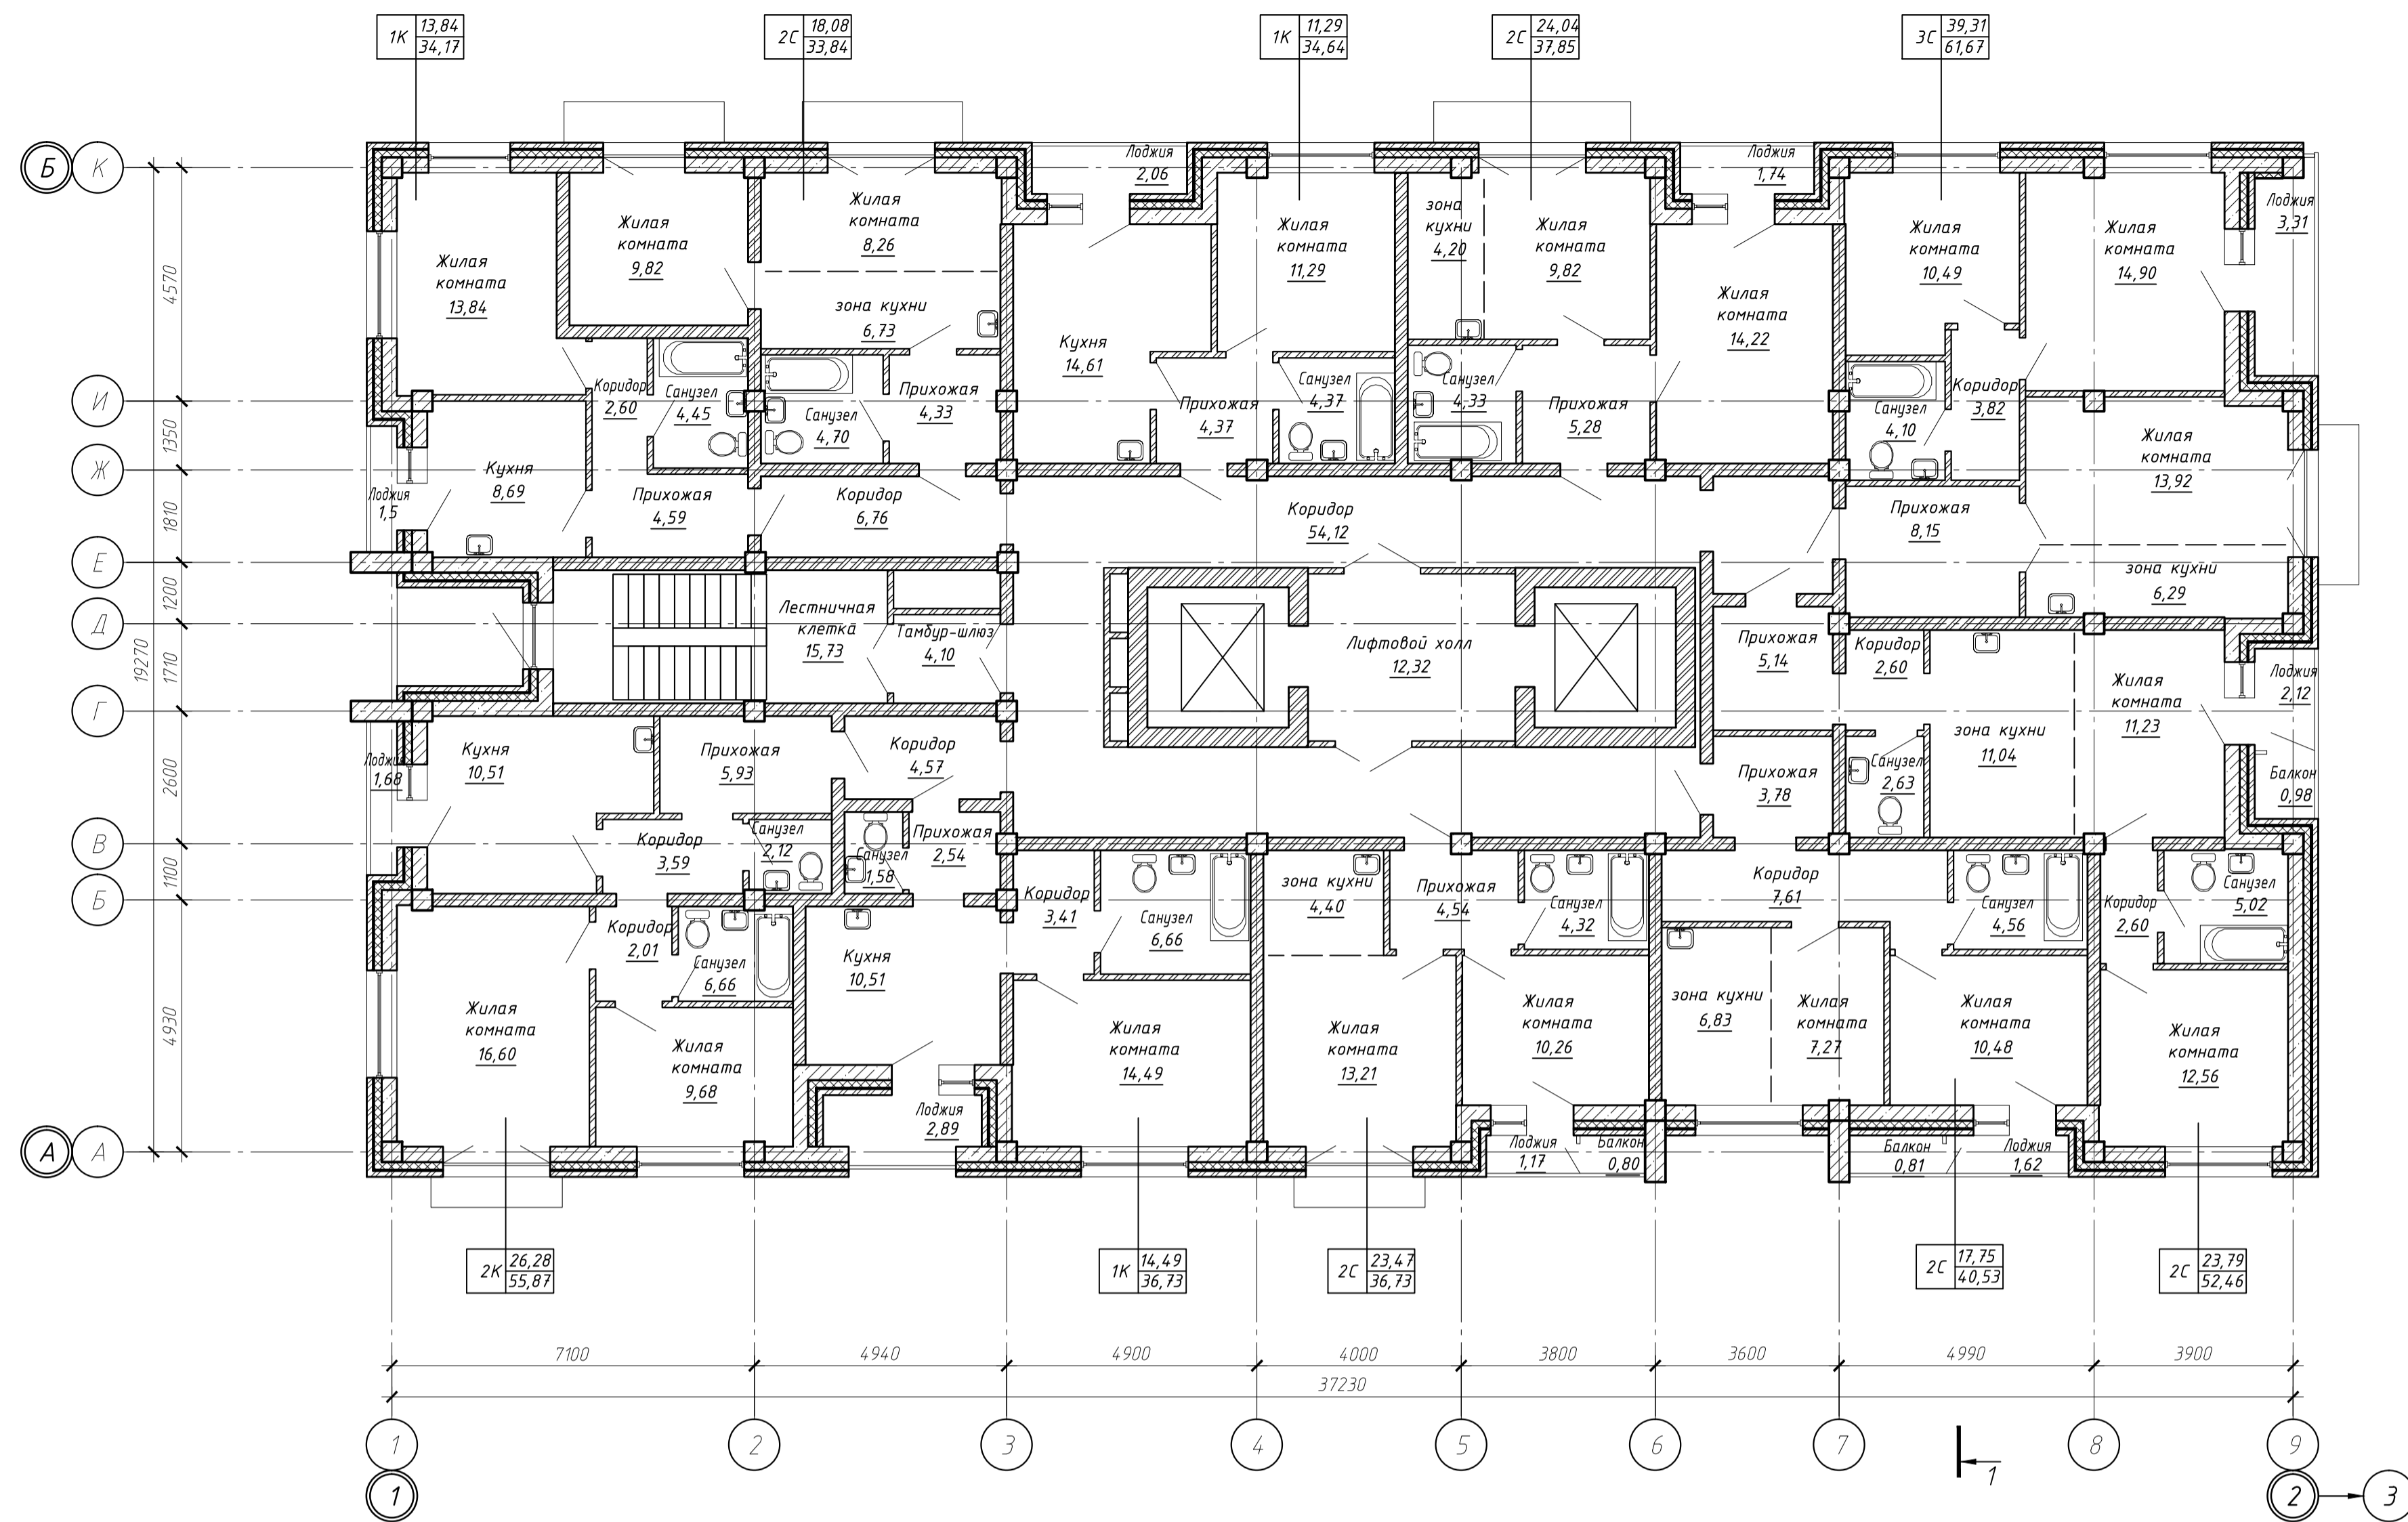 1К 13,84 34,17
2С 18,08 33,84
1К 11,29 34,64
2С 24,04 37,85
3С 39,31 61,67
Б К
И
Ж
Е
Д
Г
В
Б
А А
4570
1350
1810
1200
1710
2600
1100
4930
19270
Жилая
комната
13,84
Жилая
комната
9,82
Жилая
комната
8,26
зона кухни
6,73
Лоджия
2,06
Кухня
14,61
Жилая
комната
11,29
зона
кухни
4,20
Жилая
комната
9,82
Лоджия
1,74
Жилая
комната
14,22
Жилая
комната
10,49
Жилая
комната
14,90
Лоджия
3,31
Коридор
2,60
Санузел
4,45
Санузел
4,70
Прихожая
4,33
Прихожая
4,37
Санузел
4,37
Санузел
4,33
Прихожая
5,28
Санузел
4,10
Коридор
3,82
Жилая
комната
13,92
Лоджия
1,5
Кухня
8,69
Прихожая
4,59
Коридор
6,76
Коридор
54,12
Прихожая
8,15
зона кухни
6,29
Лестничная
клетка
15,73
Тамбур-шлюз
4,10
Лифтовой холл
12,32
Прихожая
5,14
Коридор
2,60
зона кухни
11,04
Жилая
комната
11,23
Лоджия
2,12
Балкон
0,98
Лоджия
1,68
Кухня
10,51
Прихожая
5,93
Коридор
4,57
Прихожая
3,78
Санузел
2,63
Коридор
3,59
Санузел
2,12
Санузел
1,58
Прихожая
2,54
Коридор
3,41
Санузел
6,66
зона кухни
4,40
Прихожая
4,54
Санузел
4,32
Коридор
7,61
Санузел
4,56
Коридор
2,60
Санузел
5,02
Жилая
комната
16,60
Коридор
2,01
Санузел
6,66
Жилая
комната
9,68
Кухня
10,51
Лоджия
2,89
Жилая
комната
14,49
Жилая
комната
13,21
Жилая
комната
10,26
зона кухни
6,83
Жилая
комната
7,27
Жилая
комната
10,48
Жилая
комната
12,56
Лоджия
1,17
Балкон
0,80
Балкон
0,81
Лоджия
1,62
2К 26,28 55,87
1К 14,49 36,73
2С 23,47 36,73
2С 17,75 40,53
2С 23,79 52,46
7100 4940 4900 4000 3800 3600 4990 3900
37230
1 2 3 4 5 6 7 8 9
1
1
2 3